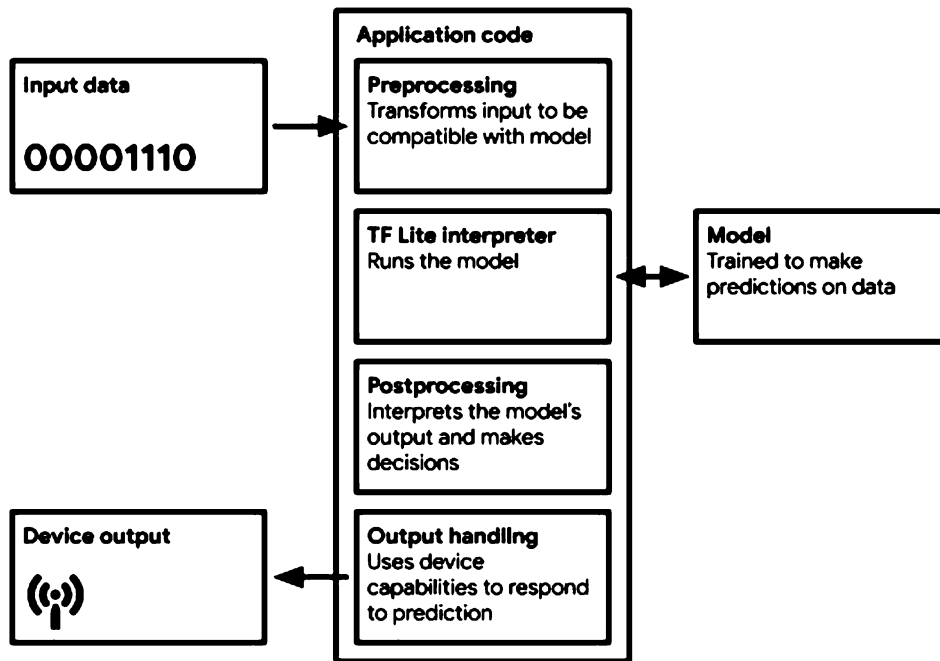 Application code
Input data
00001110
Preprocessing
Transforms input to be
compatible with model
TF Lite interpreter
Runs the model
Model
Trained to make
predictions on data
Postprocessing
Interprets the model's
output and makes
decisions
Device output
Output handling
Uses device
capabilities to respond
to prediction